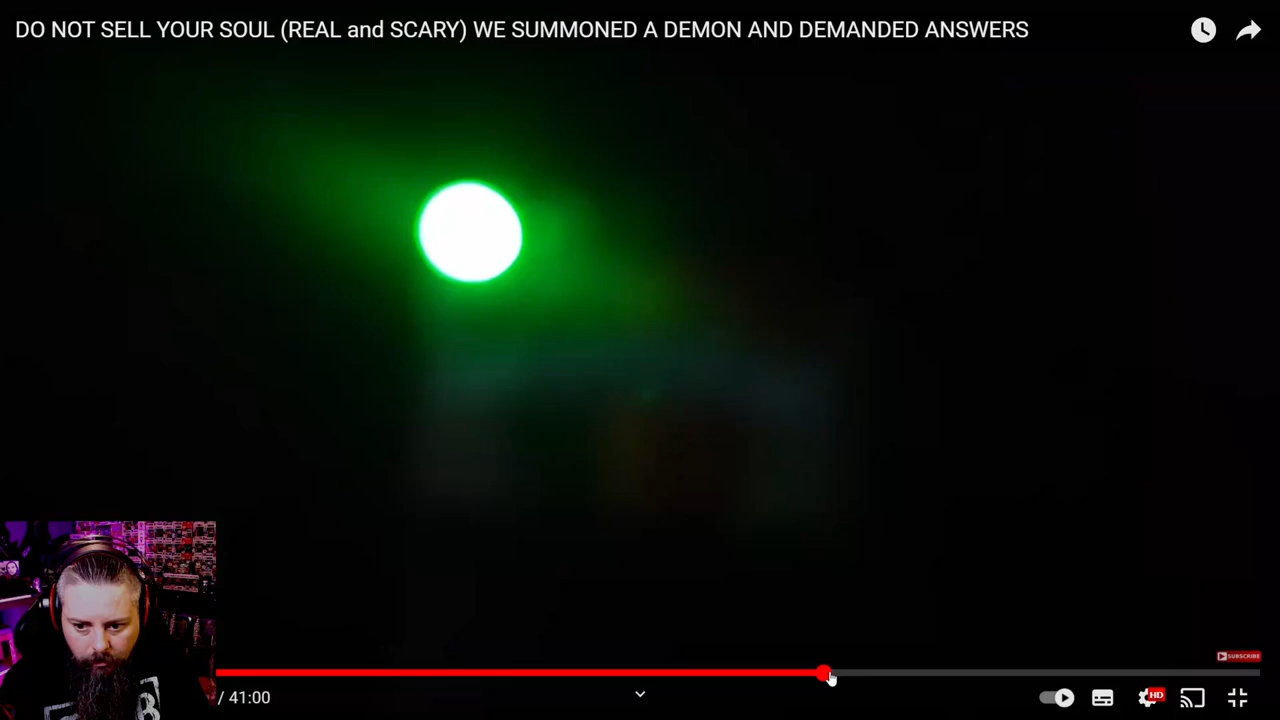 DO NOT SELL YOUR SOUL (REAL and SCARY) WE SUMMONED A DEMON AND DEMANDED ANSWERS
SUBSCRIBE
/ 41:00
HD